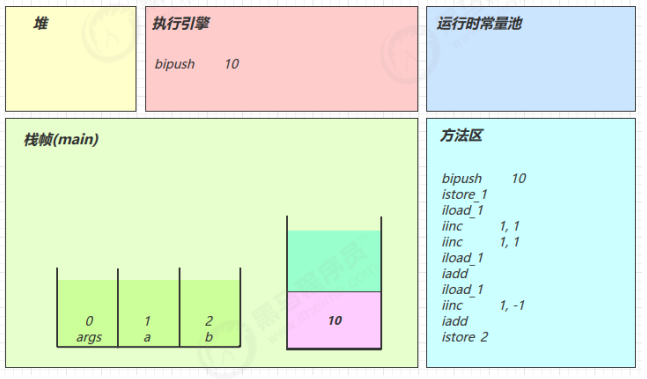 堆
执行引擎
bipush 10
运行时常量池
栈帧(main)
0 1 2
args a b
10
方法区
bipush 10
istore_1
iload_1
iinc 1, 1
iinc 1, 1
iload_1
iadd
iload_1
iinc 1, -1
iadd
istore 2